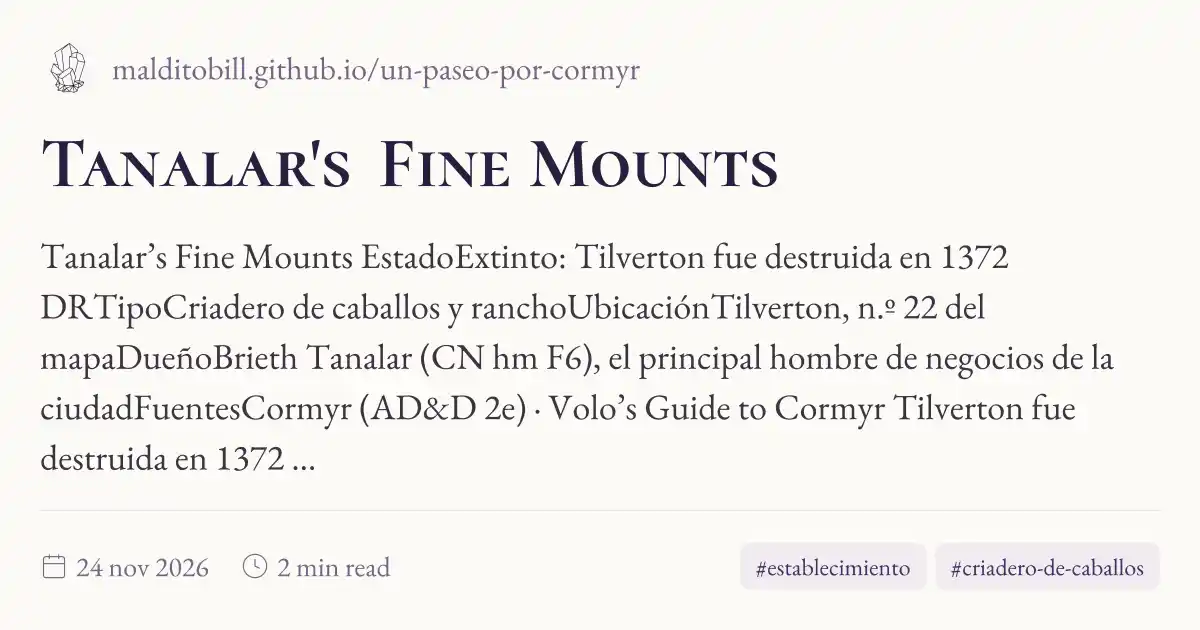 malditobill.github.io/un-paseo-por-cormyr
Tanalar's Fine Mounts
Tanalar’s Fine Mounts EstadoExtinto: Tilverton fue destruida en 1372
DRTipoCriadero de caballos y ranchoUbicaciónTilverton, n.º 22 del
mapaDueñoBrieth Tanalar (CN hm F6), el principal hombre de negocios de la
ciudadFuentesCormyr (AD&D 2e) · Volo’s Guide to Cormyr Tilverton fue
destruida en 1372 ...
24 nov 2026 2 min read #establecimiento #criadero-de-caballos